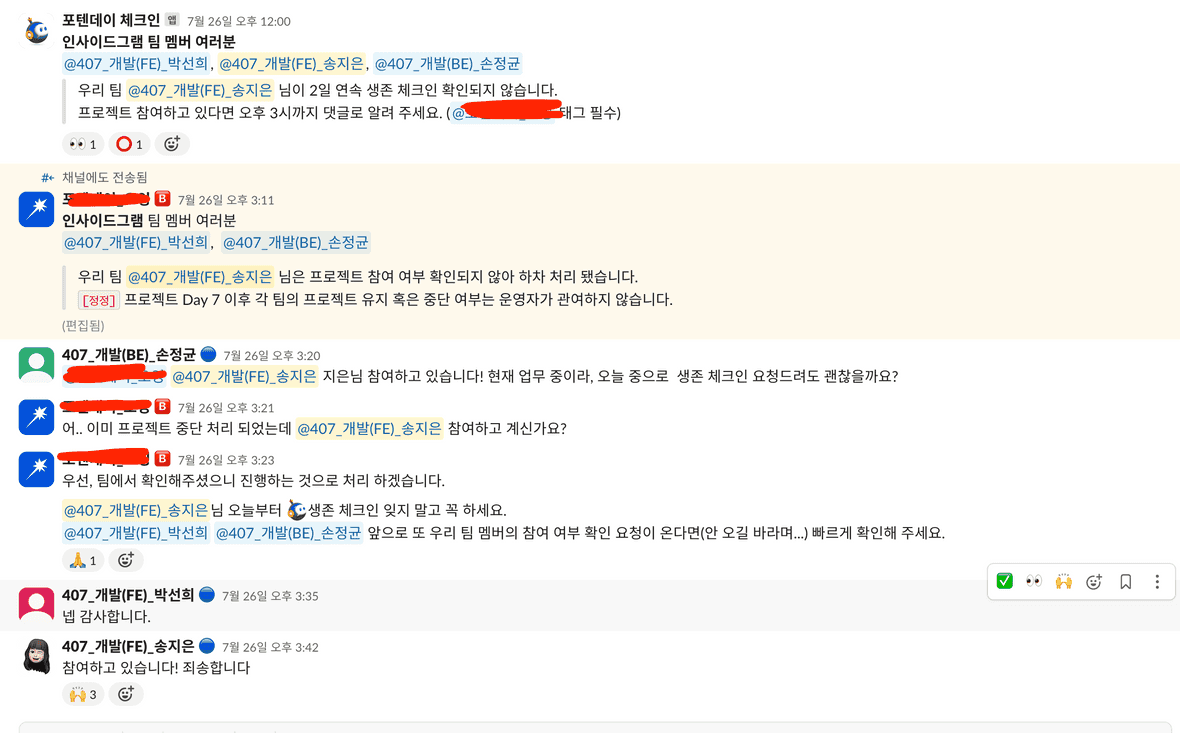 포텐데이 체크인 앱 7월 26일 오후 12:00
인사이드그램 팀 멤버 여러분
@407_개발(FE)_박선희, @407_개발(FE)_송지은, @407_개발(BE)_손정균
우리 팀 @407_개발(FE)_송지은 님이 2일 연속 생존 체크인 확인되지 않습니다.
프로젝트 참여하고 있다면 오후 3시까지 댓글로 알려 주세요. (@ 태그 필수)
1 1
채널에도 전송됨
B 7월 26일 오후 3:11
인사이드그램 팀 멤버 여러분
@407_개발(FE)_박선희, @407_개발(BE)_손정균
우리 팀 @407_개발(FE)_송지은 님은 프로젝트 참여 여부 확인되지 않아 하차 처리 됐습니다.
[정정] 프로젝트 Day 7 이후 각 팀의 프로젝트 유지 혹은 중단 여부는 운영자가 관여하지 않습니다.
(편집됨)
407_개발(BE)_손정균 7월 26일 오후 3:20
@407_개발(FE)_송지은 지은님 참여하고 있습니다! 현재 업무 중이라, 오늘 중으로 생존 체크인 요청드려도 괜찮을까요?
B 7월 26일 오후 3:21
어.. 이미 프로젝트 중단 처리 되었는데 @407_개발(FE)_송지은 참여하고 계신가요?
B 7월 26일 오후 3:23
우선, 팀에서 확인해주셨으니 진행하는 것으로 처리 하겠습니다.
@407_개발(FE)_송지은 님 오늘부터 생존 체크인 잊지 말고 꼭 하세요.
@407_개발(FE)_박선희 @407_개발(BE)_손정균 앞으로 또 우리 팀 멤버의 참여 여부 확인 요청이 온다면(안 오길 바라며...) 빠르게 확인해 주세요.
1
407_개발(FE)_박선희 7월 26일 오후 3:35
넵 감사합니다.
407_개발(FE)_송지은 7월 26일 오후 3:42
참여하고 있습니다! 죄송합니다
3